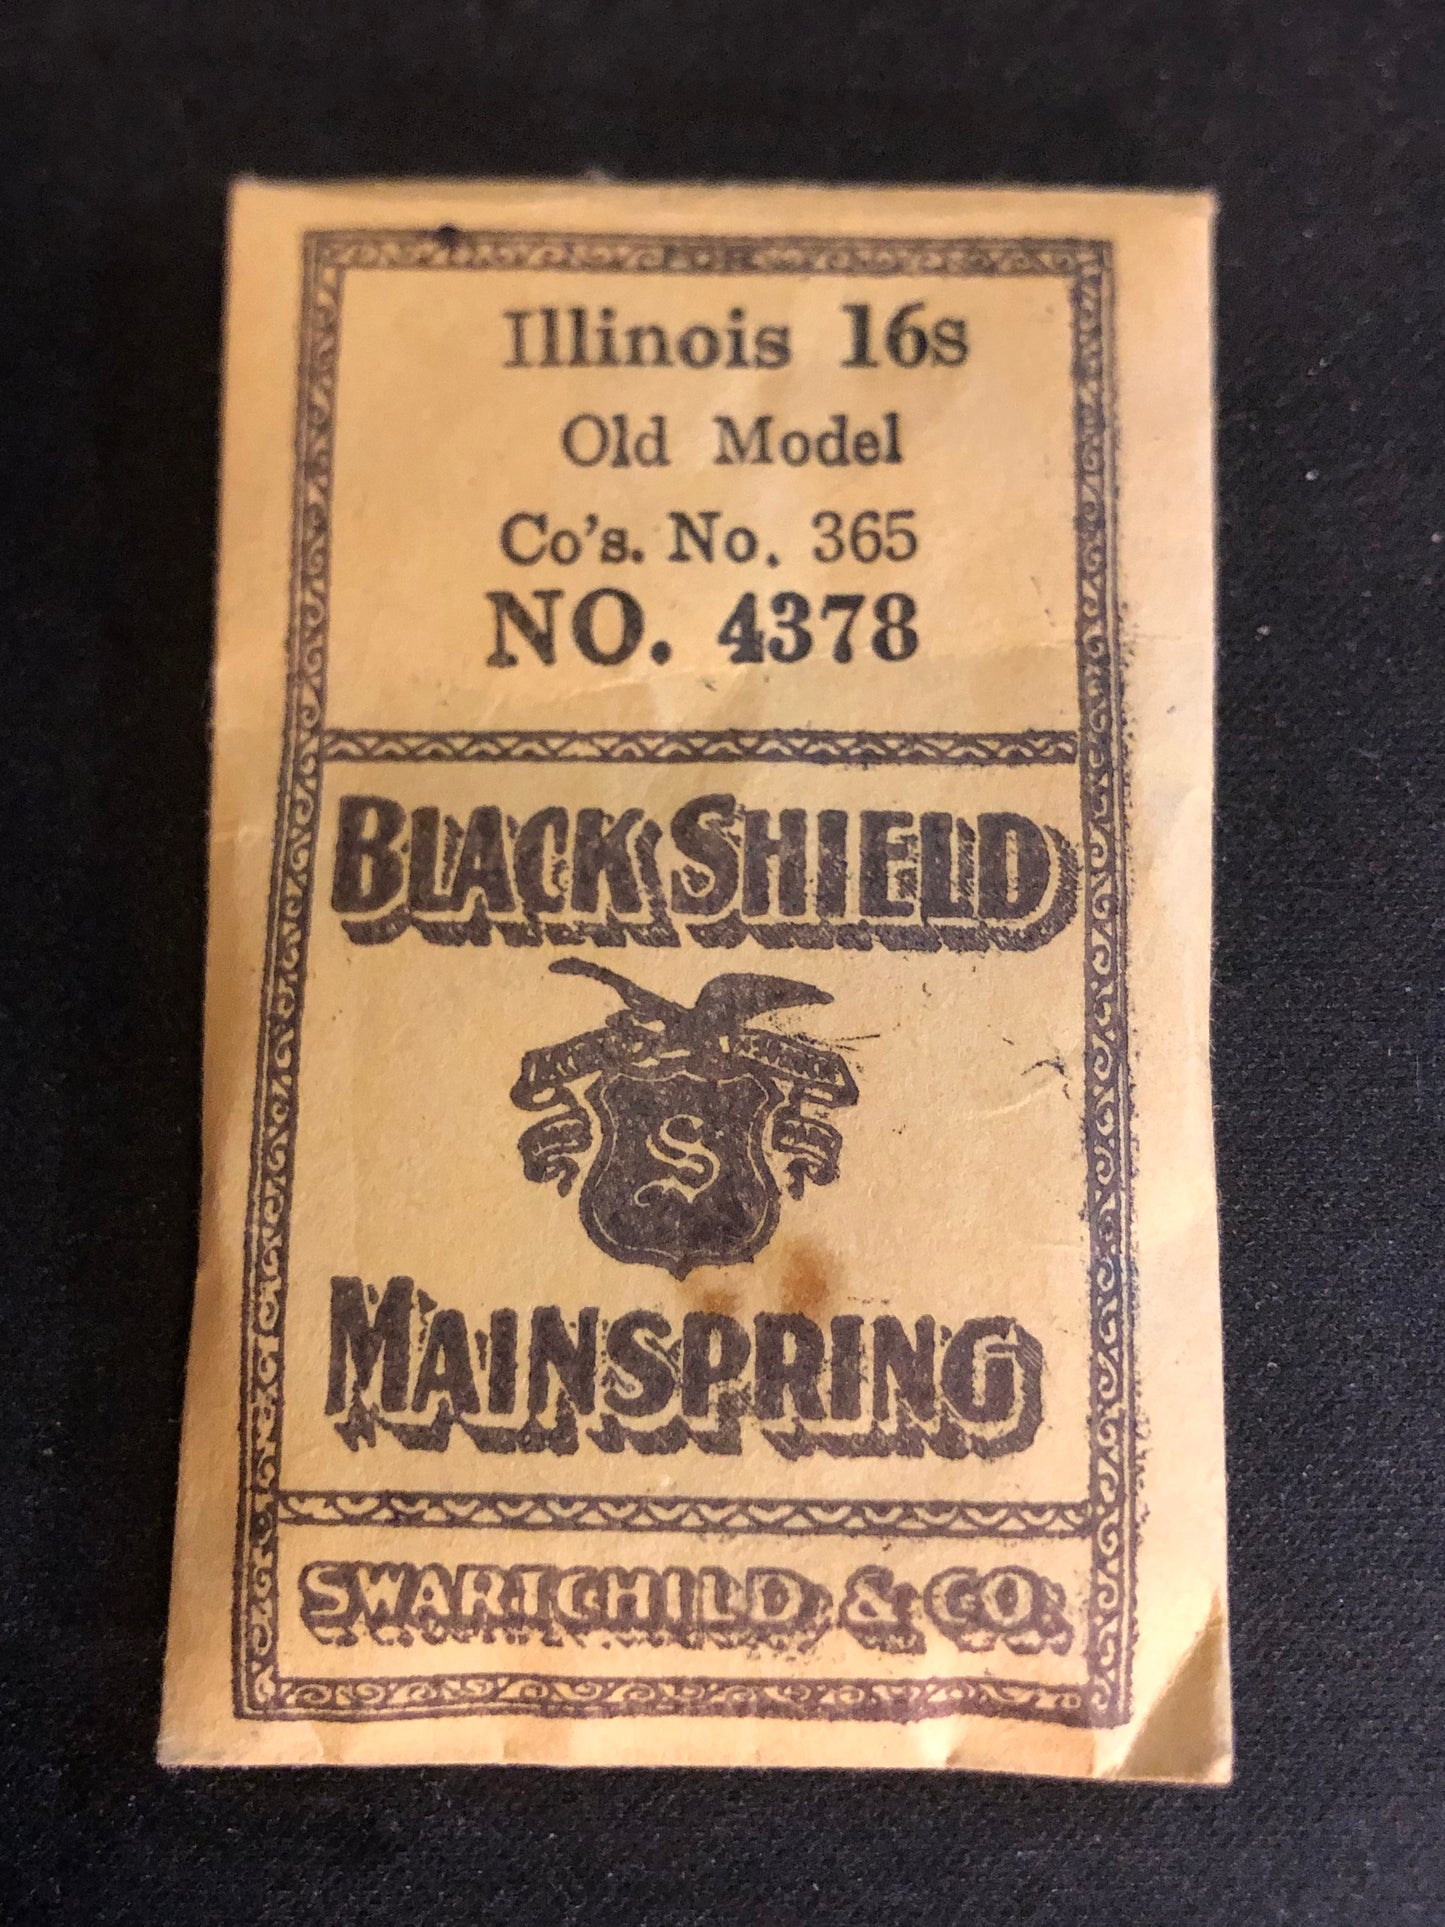 Illinois 16s
Old Model
Co's. No. 365
NO. 4378
BLACK SHIELD
S
MAINSPRING
SWARTCHILD & CO.